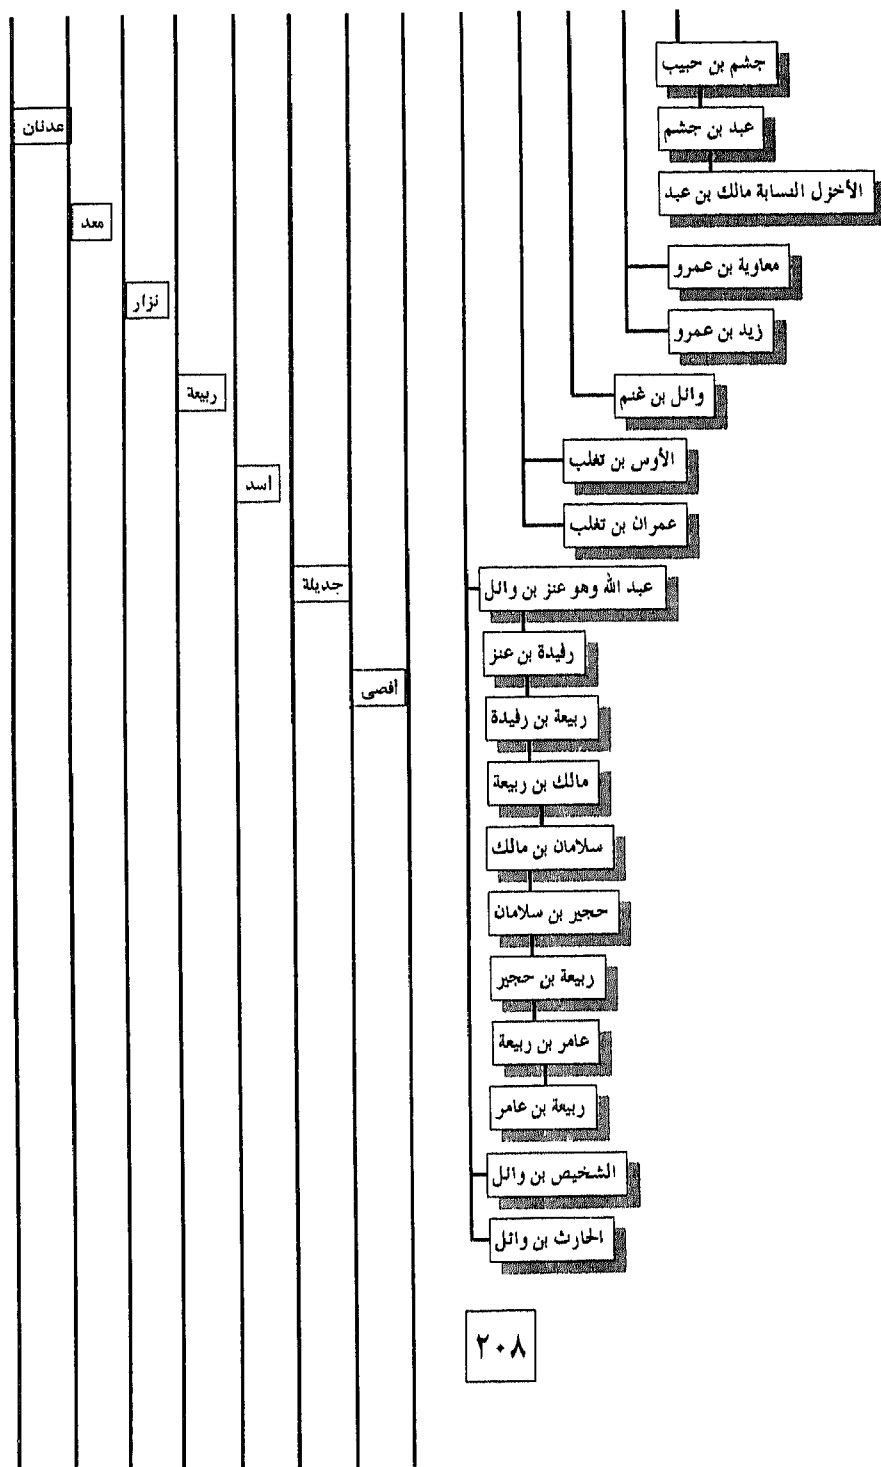 جشم بن حبيب
عبد بن جشم
عدنان
الأخزل النسابة مالك بن عبد
معد
معاوية بن عمرو
نزار
زيد بن عمرو
وائل بن غنم
ربيعة
الأوس بن تغلب
اسد
عمران بن تغلب
عبد الله وهو عنز بن وائل
جديلة
رفيدة بن عنز
أفصى
ربيعة بن رفيدة
مالك بن ربيعة
سلامان بن مالك
حجير بن سلامان
ربيعة بن حجير
عامر بن ربيعة
ربيعة بن عامر
الشخيص بن وائل
الحارث بن وائل
٢٠٨